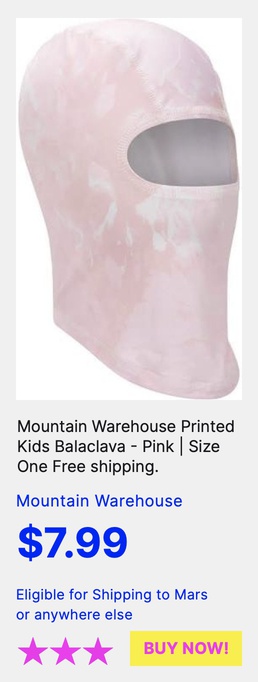 Mountain Warehouse Printed
Kids Balaclava - Pink | Size
One Free shipping.
Mountain Warehouse
$7.99
Eligible for Shipping to Mars
or anywhere else
BUY NOW!